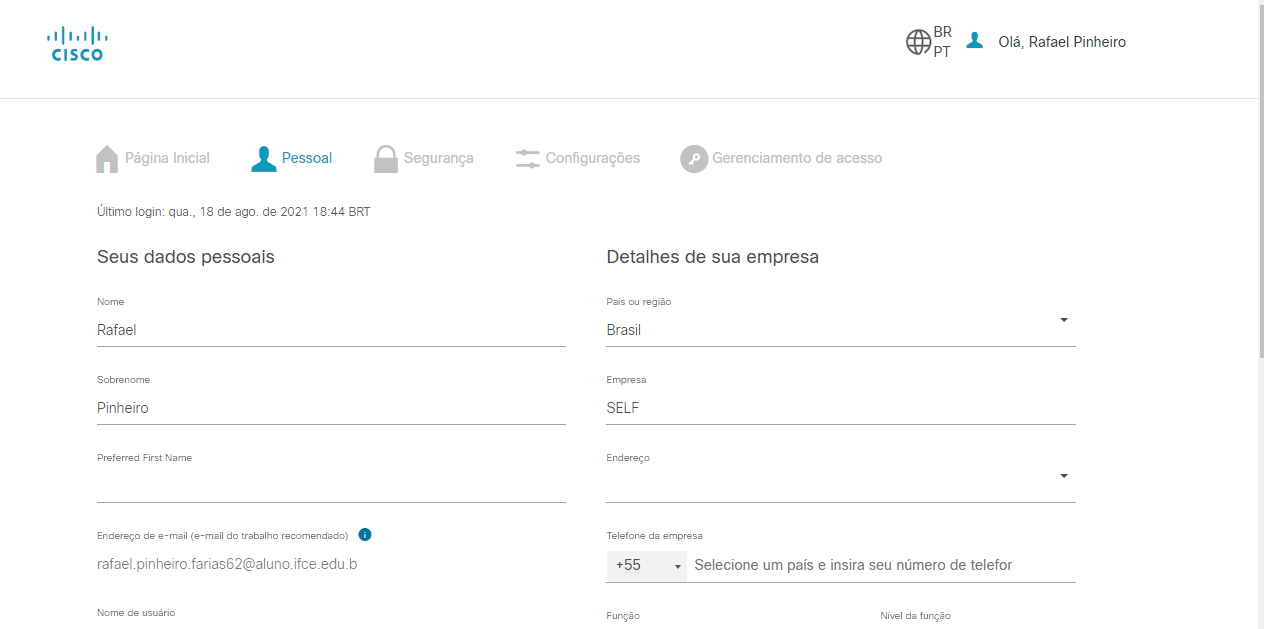 CISCO
BR
PT
Olá, Rafael Pinheiro
Página Inicial
Pessoal
Segurança
Configurações
Gerenciamento de acesso
Último login: qua., 18 de ago. de 2021 18:44 BRT
Seus dados pessoais
Nome
Rafael
Sobrenome
Pinheiro
Preferred First Name
Endereço de e-mail (e-mail do trabalho recomendado)
rafael.pinheiro.farias62@aluno.ifce.edu.b
Nome de usuário
Detalhes de sua empresa
País ou região
Brasil
Empresa
SELF
Endereço
Telefone da empresa
+55 Selecione um país e insira seu número de telefor
Função
Nível da função